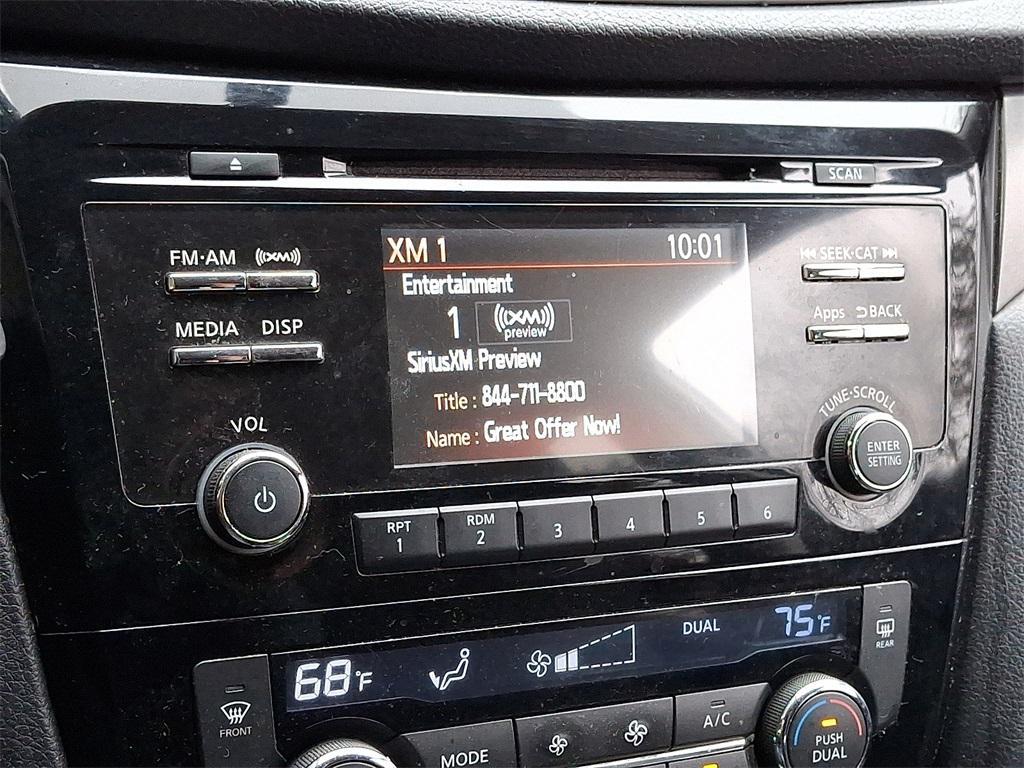 SCAN
FM·AM (((XM)))
SEEK·CAT
MEDIA DISP
Apps BACK
XM 1 10:01
Entertainment
1 (((XM))) preview
SiriusXM Preview
Title : 844-711-8800
Name : Great Offer Now!
VOL
TUNE·SCROLL
ENTER
SETTING
RPT 1
RDM 2
3
4
5
6
68°F
DUAL
75°F
FRONT
REAR
MODE
A/C
PUSH
DUAL